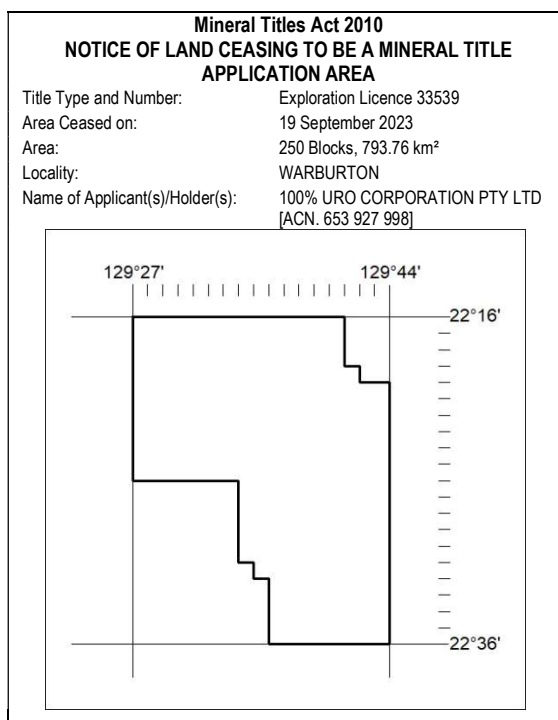 Mineral Titles Act 2010
NOTICE OF LAND CEASING TO BE A MINERAL TITLE
APPLICATION AREA
Title Type and Number: Exploration Licence 33539
Area Ceased on: 19 September 2023
Area: 250 Blocks, 793.76 km²
Locality: WARBURTON
Name of Applicant(s)/Holder(s): 100% URO CORPORATION PTY LTD
[ACN. 653 927 998]
129°27' 129°44'
22°16'
22°36'